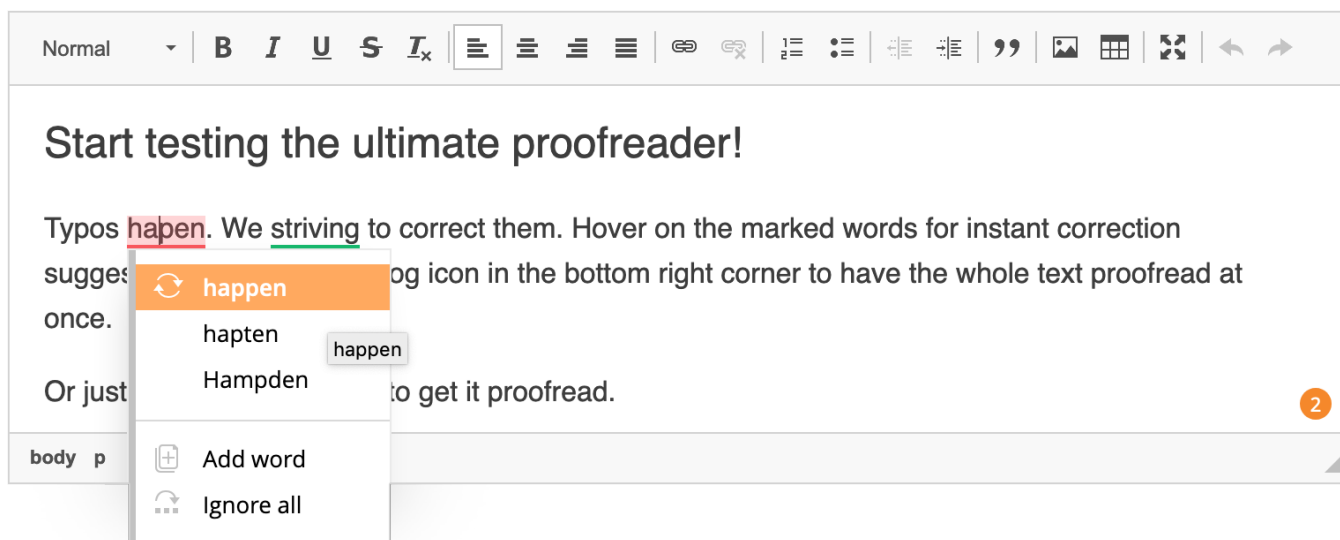 Normal B I U S Tx
Start testing the ultimate proofreader!
Typos hapen. We striving to correct them. Hover on the marked words for instant correction
icon in the bottom right corner to have the whole text proofread at
once.
Or just to get it proofread.
happen
hapten
happen
Hampden
2
body p
Add word
Ignore all